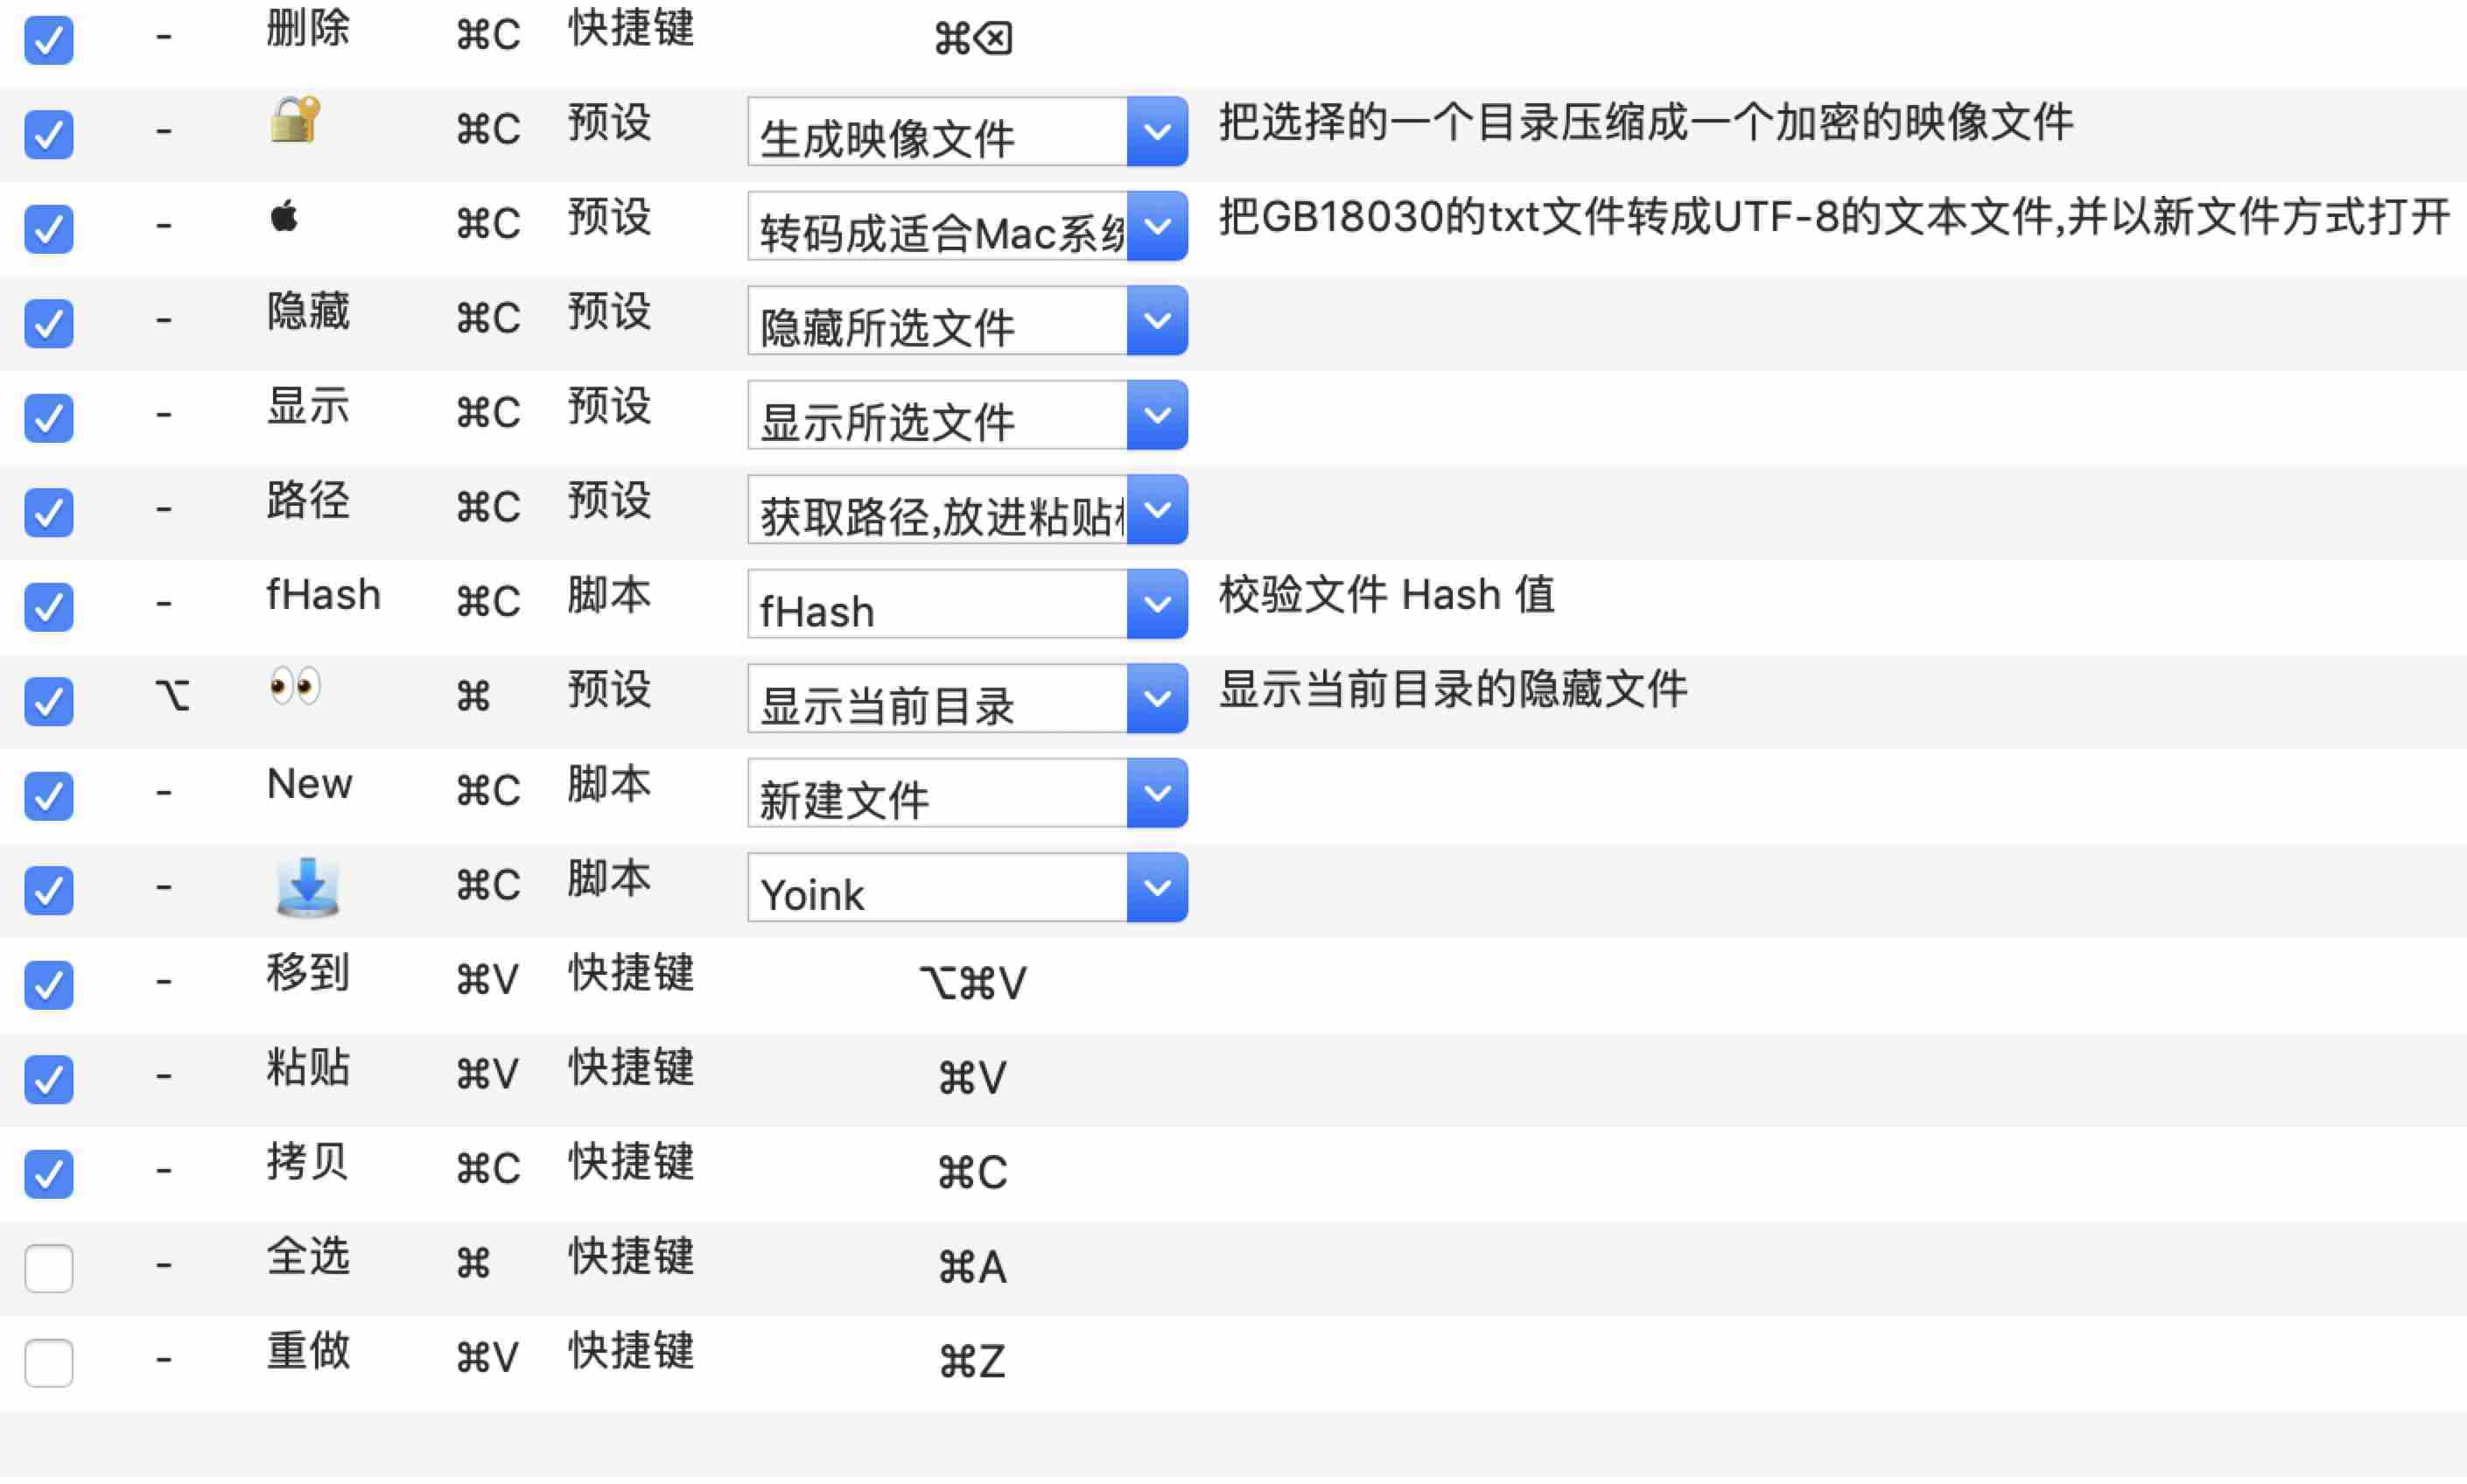 - 删除 ⌘C 快捷键 ⌘⌫
- 🔐 ⌘C 预设 生成映像文件 把选择的一个目录压缩成一个加密的映像文件
-  ⌘C 预设 转码成适合Mac系 把GB18030的txt文件转成UTF-8的文本文件,并以新文件方式打开
- 隐藏 ⌘C 预设 隐藏所选文件
- 显示 ⌘C 预设 显示所选文件
- 路径 ⌘C 预设 获取路径,放进粘贴
- fHash ⌘C 脚本 fHash 校验文件 Hash 值
⌥ 👀 ⌘ 预设 显示当前目录 显示当前目录的隐藏文件
- New ⌘C 脚本 新建文件
- ⌘C 脚本 Yoink
- 移到 ⌘V 快捷键 ⌥⌘V
- 粘贴 ⌘V 快捷键 ⌘V
- 拷贝 ⌘C 快捷键 ⌘C
- 全选 ⌘ 快捷键 ⌘A
- 重做 ⌘V 快捷键 ⌘Z